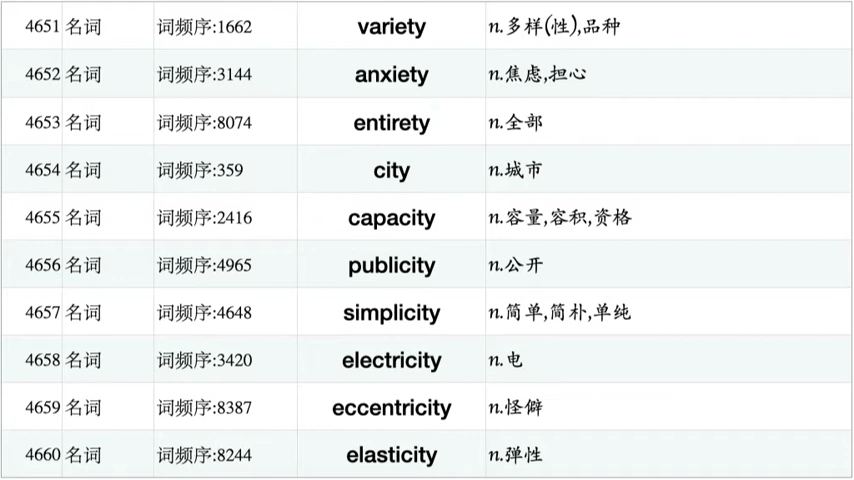 4651 名词 词频序:1662 variety n.多样(性),品种
4652 名词 词频序:3144 anxiety n.焦虑,担心
4653 名词 词频序:8074 entirety n.全部
4654 名词 词频序:359 city n.城市
4655 名词 词频序:2416 capacity n.容量,容积,资格
4656 名词 词频序:4965 publicity n.公开
4657 名词 词频序:4648 simplicity n.简单,简朴,单纯
4658 名词 词频序:3420 electricity n.电
4659 名词 词频序:8387 eccentricity n.怪僻
4660 名词 词频序:8244 elasticity n.弹性